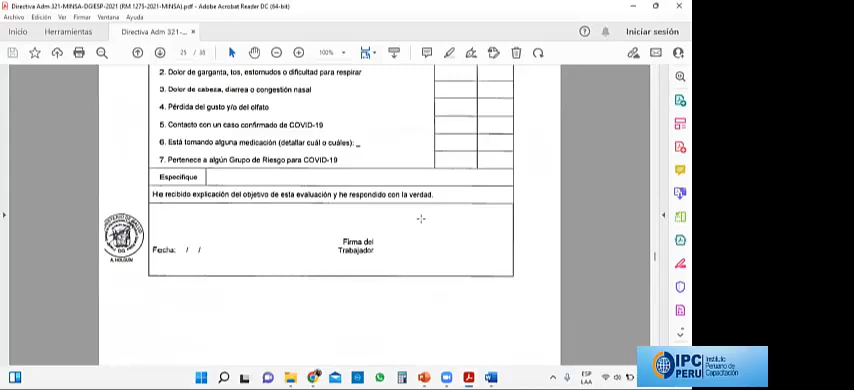 Directiva Adm 321-MINSA-DGIESP-2021 (RM 1275-2021-MINSA).pdf - Adobe Acrobat Reader DC (64-bit)
Archivo Edición Ver Firmar Ventana Ayuda
Inicio Herramientas Directiva Adm 321-... × Iniciar sesión
25 / 38 100%
2. Dolor de garganta, tos, estornudos o dificultad para respirar
3. Dolor de cabeza, diarrea o congestión nasal
4. Pérdida del gusto y/o del olfato
5. Contacto con un caso confirmado de COVID-19
6. Está tomando alguna medicación (detallar cuál o cuáles): _
7. Pertenece a algún Grupo de Riesgo para COVID-19
Especifique
He recibido explicación del objetivo de esta evaluación y he respondido con la verdad.
A. HOLGUIN
Fecha: / /
Firma del
Trabajador
ESP
LAA
IPC
PERU
Instituto
Peruano de
Capacitación